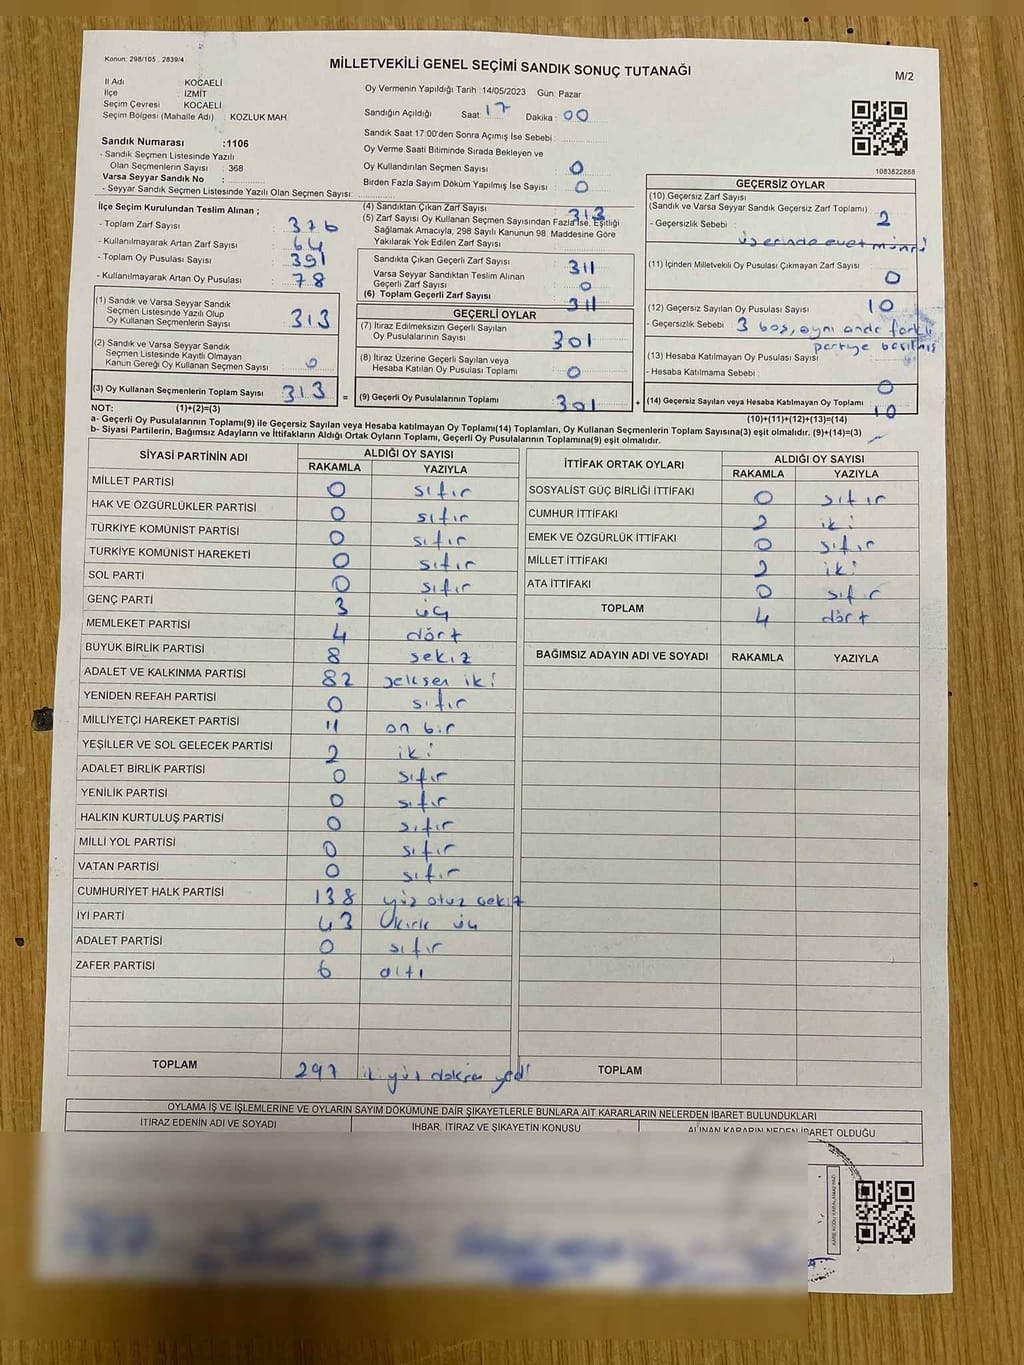 Kanun: 298/105 , 2839/4
MİLLETVEKİLİ GENEL SEÇİMİ SANDIK SONUÇ TUTANAĞI
M/2
İl Adı KOCAELİ
İlçe : İZMİT
Seçim Çevresi KOCAELİ
Seçim Bölgesi (Mahalle Adı) : KOZLUK MAH
Sandık Numarası :1106
- Sandık Seçmen Listesinde Yazılı
Olan Seçmenlerin Sayısı : 368
Varsa Seyyar Sandık No :
- Seyyar Sandık Seçmen Listesinde Yazılı Olan Seçmen Sayısı:
Oy Vermenin Yapıldığı Tarih :14/05/2023 Gün: Pazar
Sandığın Açıldığı Saat: 17 Dakika : 00
Sandık Saat 17:00'den Sonra Açımış İse Sebebi :
Oy Verme Saati Bitiminde Sırada Bekleyen ve
Oy Kullandırılan Seçmen Sayısı : 0
Birden Fazla Sayım Döküm Yapılmış İse Sayısı : 0
1083822888
İlçe Seçim Kurulundan Teslim Alınan ;
- Toplam Zarf Sayısı : 376
- Kullanılmayarak Artan Zarf Sayısı : 64
- Toplam Oy Pusulası Sayısı : 391
- Kullanılmayarak Artan Oy Pusulası : 78
(1) Sandık ve Varsa Seyyar Sandık
Seçmen Listesinde Yazılı Olup
Oy Kullanan Seçmenlerin Sayısı : 313
(2) Sandık ve Varsa Seyyar Sandık
Seçmen Listesinde Kayıtlı Olmayan
Kanun Gereği Oy Kullanan Seçmen Sayısı : 0
(3) Oy Kullanan Seçmenlerin Toplam Sayısı : 313 =
(4) Sandıktan Çıkan Zarf Sayısı : 313
(5) Zarf Sayısı Oy Kullanan Seçmen Sayısından Fazla İse, Eşitliği
Sağlamak Amacıyla, 298 Sayılı Kanunun 98. Maddesine Göre
Yakılarak Yok Edilen Zarf Sayısı :
Sandıkta Çıkan Geçerli Zarf Sayısı : 311
Varsa Seyyar Sandıktan Teslim Alınan
Geçerli Zarf Sayısı : 0
(6) Toplam Geçerli Zarf Sayısı : 311
GEÇERLİ OYLAR
(7) İtiraz Edilmeksizin Geçerli Sayılan
Oy Pusulalarının Sayısı : 301
(8) İtiraz Üzerine Geçerli Sayılan veya
Hesaba Katılan Oy Pusulası Toplamı : 0
(9) Geçerli Oy Pusulalarının Toplamı : 301 +
GEÇERSİZ OYLAR
(10) Geçersiz Zarf Sayısı
(Sandık ve Varsa Seyyar Sandık Geçersiz Zarf Toplamı) : 2
- Geçersizlik Sebebi : üzerinde evet mührü
(11) İçinden Milletvekili Oy Pusulası Çıkmayan Zarf Sayısı
0
(12) Geçersiz Sayılan Oy Pusulası Sayısı : 10
- Geçersizlik Sebebi : 3 boş, aynı anda farklı
partiye basılmış
(13) Hesaba Katılmayan Oy Pusulası Sayısı :
- Hesaba Katılmama Sebebi : 0
(14) Geçersiz Sayılan veya Hesaba Katılmayan Oy Toplamı : 10
NOT: (1)+(2)=(3)
(10)+(11)+(12)+(13)=(14)
a- Geçerli Oy Pusulalarının Toplamı(9) ile Geçersiz Sayılan veya Hesaba katılmayan Oy Toplamı(14) Toplamları, Oy Kullanan Seçmenlerin Toplam Sayısına(3) eşit olmalıdır. (9)+(14)=(3)
b- Siyasi Partilerin, Bağımsız Adayların ve İttifakların Aldığı Ortak Oyların Toplamı, Geçerli Oy Pusulalarının Toplamına(9) eşit olmalıdır.
SİYASİ PARTİNİN ADI ALDIĞI OY SAYISI
RAKAMLA YAZIYLA
MİLLET PARTİSİ 0 sıfır
HAK VE ÖZGÜRLÜKLER PARTİSİ 0 sıfır
TÜRKİYE KOMÜNİST PARTİSİ 0 sıfır
TÜRKİYE KOMÜNİST HAREKETİ 0 sıfır
SOL PARTİ 0 sıfır
GENÇ PARTİ 3 üç
MEMLEKET PARTİSİ 4 dört
BÜYÜK BİRLİK PARTİSİ 8 sekiz
ADALET VE KALKINMA PARTİSİ 82 seksen iki
YENİDEN REFAH PARTİSİ 0 sıfır
MİLLİYETÇİ HAREKET PARTİSİ 11 on bir
YEŞİLLER VE SOL GELECEK PARTİSİ 2 iki
ADALET BİRLİK PARTİSİ 0 sıfır
YENİLİK PARTİSİ 0 sıfır
HALKIN KURTULUŞ PARTİSİ 0 sıfır
MİLLİ YOL PARTİSİ 0 sıfır
VATAN PARTİSİ 0 sıfır
CUMHURİYET HALK PARTİSİ 138 yüz otuz sekiz
İYİ PARTİ 43 kırk üç
ADALET PARTİSİ 0 sıfır
ZAFER PARTİSİ 6 altı
TOPLAM 297 iki yüz doksan yedi
İTTİFAK ORTAK OYLARI ALDIĞI OY SAYISI
RAKAMLA YAZIYLA
SOSYALİST GÜÇ BİRLİĞİ İTTİFAKI 0 sıfır
CUMHUR İTTİFAKI 2 iki
EMEK VE ÖZGÜRLÜK İTTİFAKI 0 sıfır
MİLLET İTTİFAKI 2 iki
ATA İTTİFAKI 0 sıfır
TOPLAM 4 dört
BAĞIMSIZ ADAYIN ADI VE SOYADI RAKAMLA YAZIYLA
TOPLAM
OYLAMA İŞ VE İŞLEMLERİNE VE OYLARIN SAYIM DÖKÜMÜNE DAİR ŞİKAYETLERLE BUNLARA AİT KARARLARIN NELERDEN İBARET BULUNDUKLARI
İTİRAZ EDENİN ADI VE SOYADI İHBAR, İTİRAZ VE ŞİKAYETİN KONUSU ALINAN KARARIN NEDEN İBARET OLDUĞU
KARE KODU KARALAMAYINIZ!